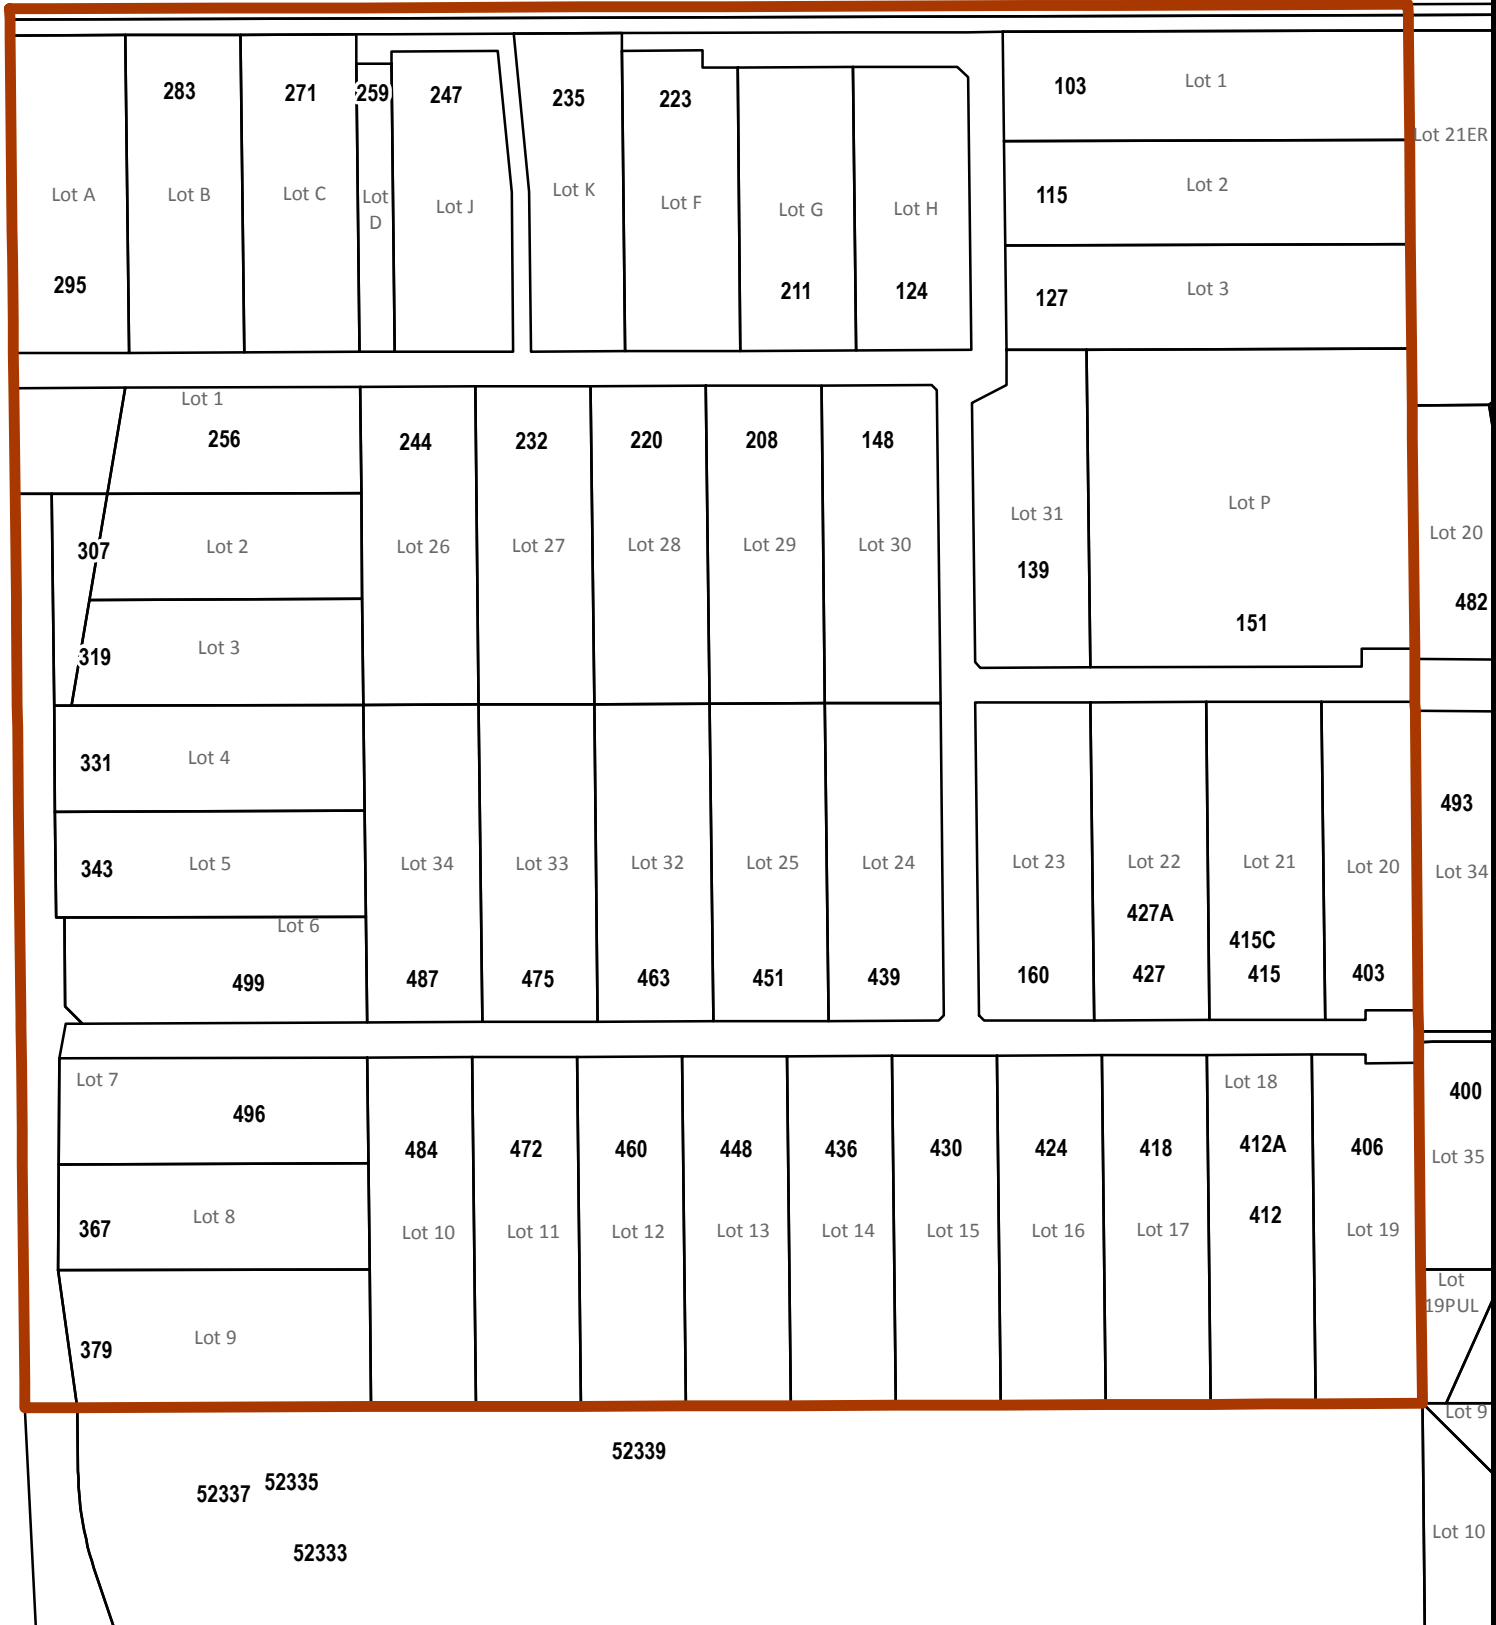 283
271
259
247
235
223
103
Lot 1
Lot 21ER
Lot A
Lot B
Lot C
Lot
D
Lot J
Lot K
Lot F
Lot G
Lot H
115
Lot 2
295
211
124
127
Lot 3
Lot 1
256
244
232
220
208
148
Lot 31
139
Lot P
151
Lot 20
482
307
Lot 2
Lot 26
Lot 27
Lot 28
Lot 29
Lot 30
319
Lot 3
331
Lot 4
493
343
Lot 5
Lot 34
Lot 33
Lot 32
Lot 25
Lot 24
Lot 23
Lot 22
Lot 21
Lot 20
Lot 34
427A
415C
Lot 6
499
487
475
463
451
439
160
427
415
403
Lot 7
496
Lot 18
400
484
472
460
448
436
430
424
418
412A
406
Lot 35
367
Lot 8
412
Lot 10
Lot 11
Lot 12
Lot 13
Lot 14
Lot 15
Lot 16
Lot 17
Lot 19
Lot
19PUL
379
Lot 9
Lot 9
52339
52337
52335
52333
Lot 10